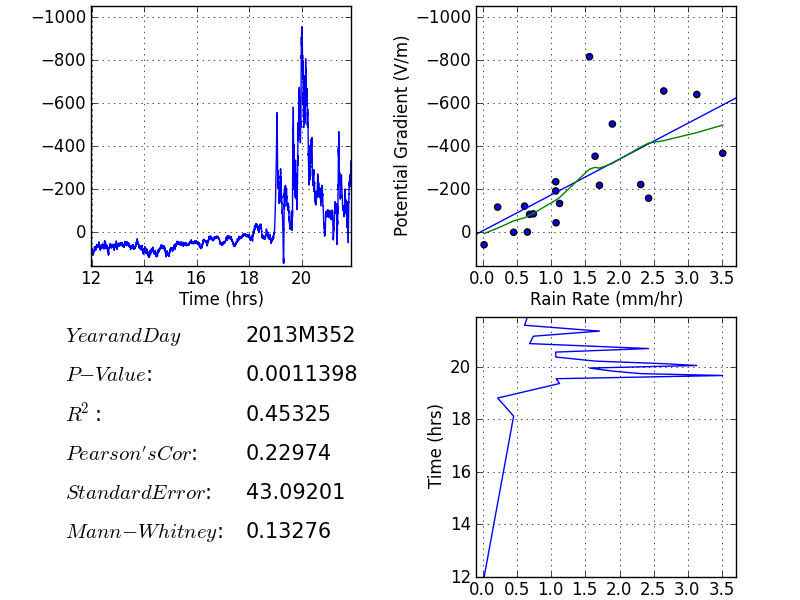 −1000
−800
−600
−400
−200
0
12 14 16 18 20
Time (hrs)
Potential Gradient (V/m)
−1000
−800
−600
−400
−200
0
0.0 0.5 1.0 1.5 2.0 2.5 3.0 3.5
Rain Rate (mm/hr)
YearandDay 2013M352
P−Value: 0.0011398
R²: 0.45325
Pearson'sCor: 0.22974
StandardError: 43.09201
Mann−Whitney: 0.13276
Time (hrs)
20
18
16
14
12
0.0 0.5 1.0 1.5 2.0 2.5 3.0 3.5